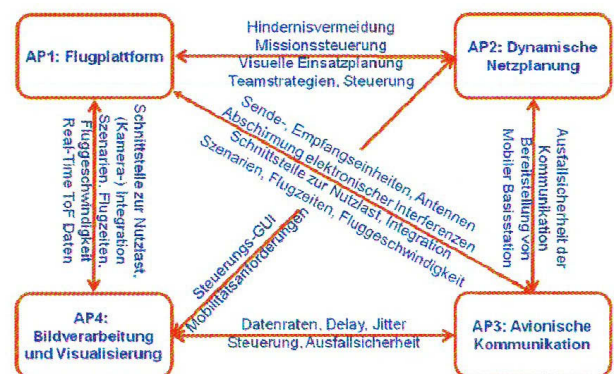 AP1: Flugplattform
Hindernisvermeidung
Missionssteuerung
Visuelle Einsatzplanung
Teamstrategien, Steuerung
AP2: Dynamische
Netzplanung
Schnittstelle zur Nutzlast,
(Kamera-) Integration
Szenarien, Flugzeiten,
Fluggeschwindigkeit
Real-Time ToF Daten
Sende-, Empfangseinheiten, Antennen
Abschirmung elektronischer Interferenzen
Schnittstelle zur Nutzlast, Integration
Szenarien, Flugzeiten, Fluggeschwindigkeit
Ausfallsicherheit der
Kommunikation
Bereitstellung von
Mobiler Basisstation
Steuerungs-GUI
Mobilitätsanforderungen
AP4:
Bildverarbeitung
und Visualisierung
Datenraten, Delay, Jitter
Steuerung, Ausfallsicherheit
AP3: Avionische
Kommunikation